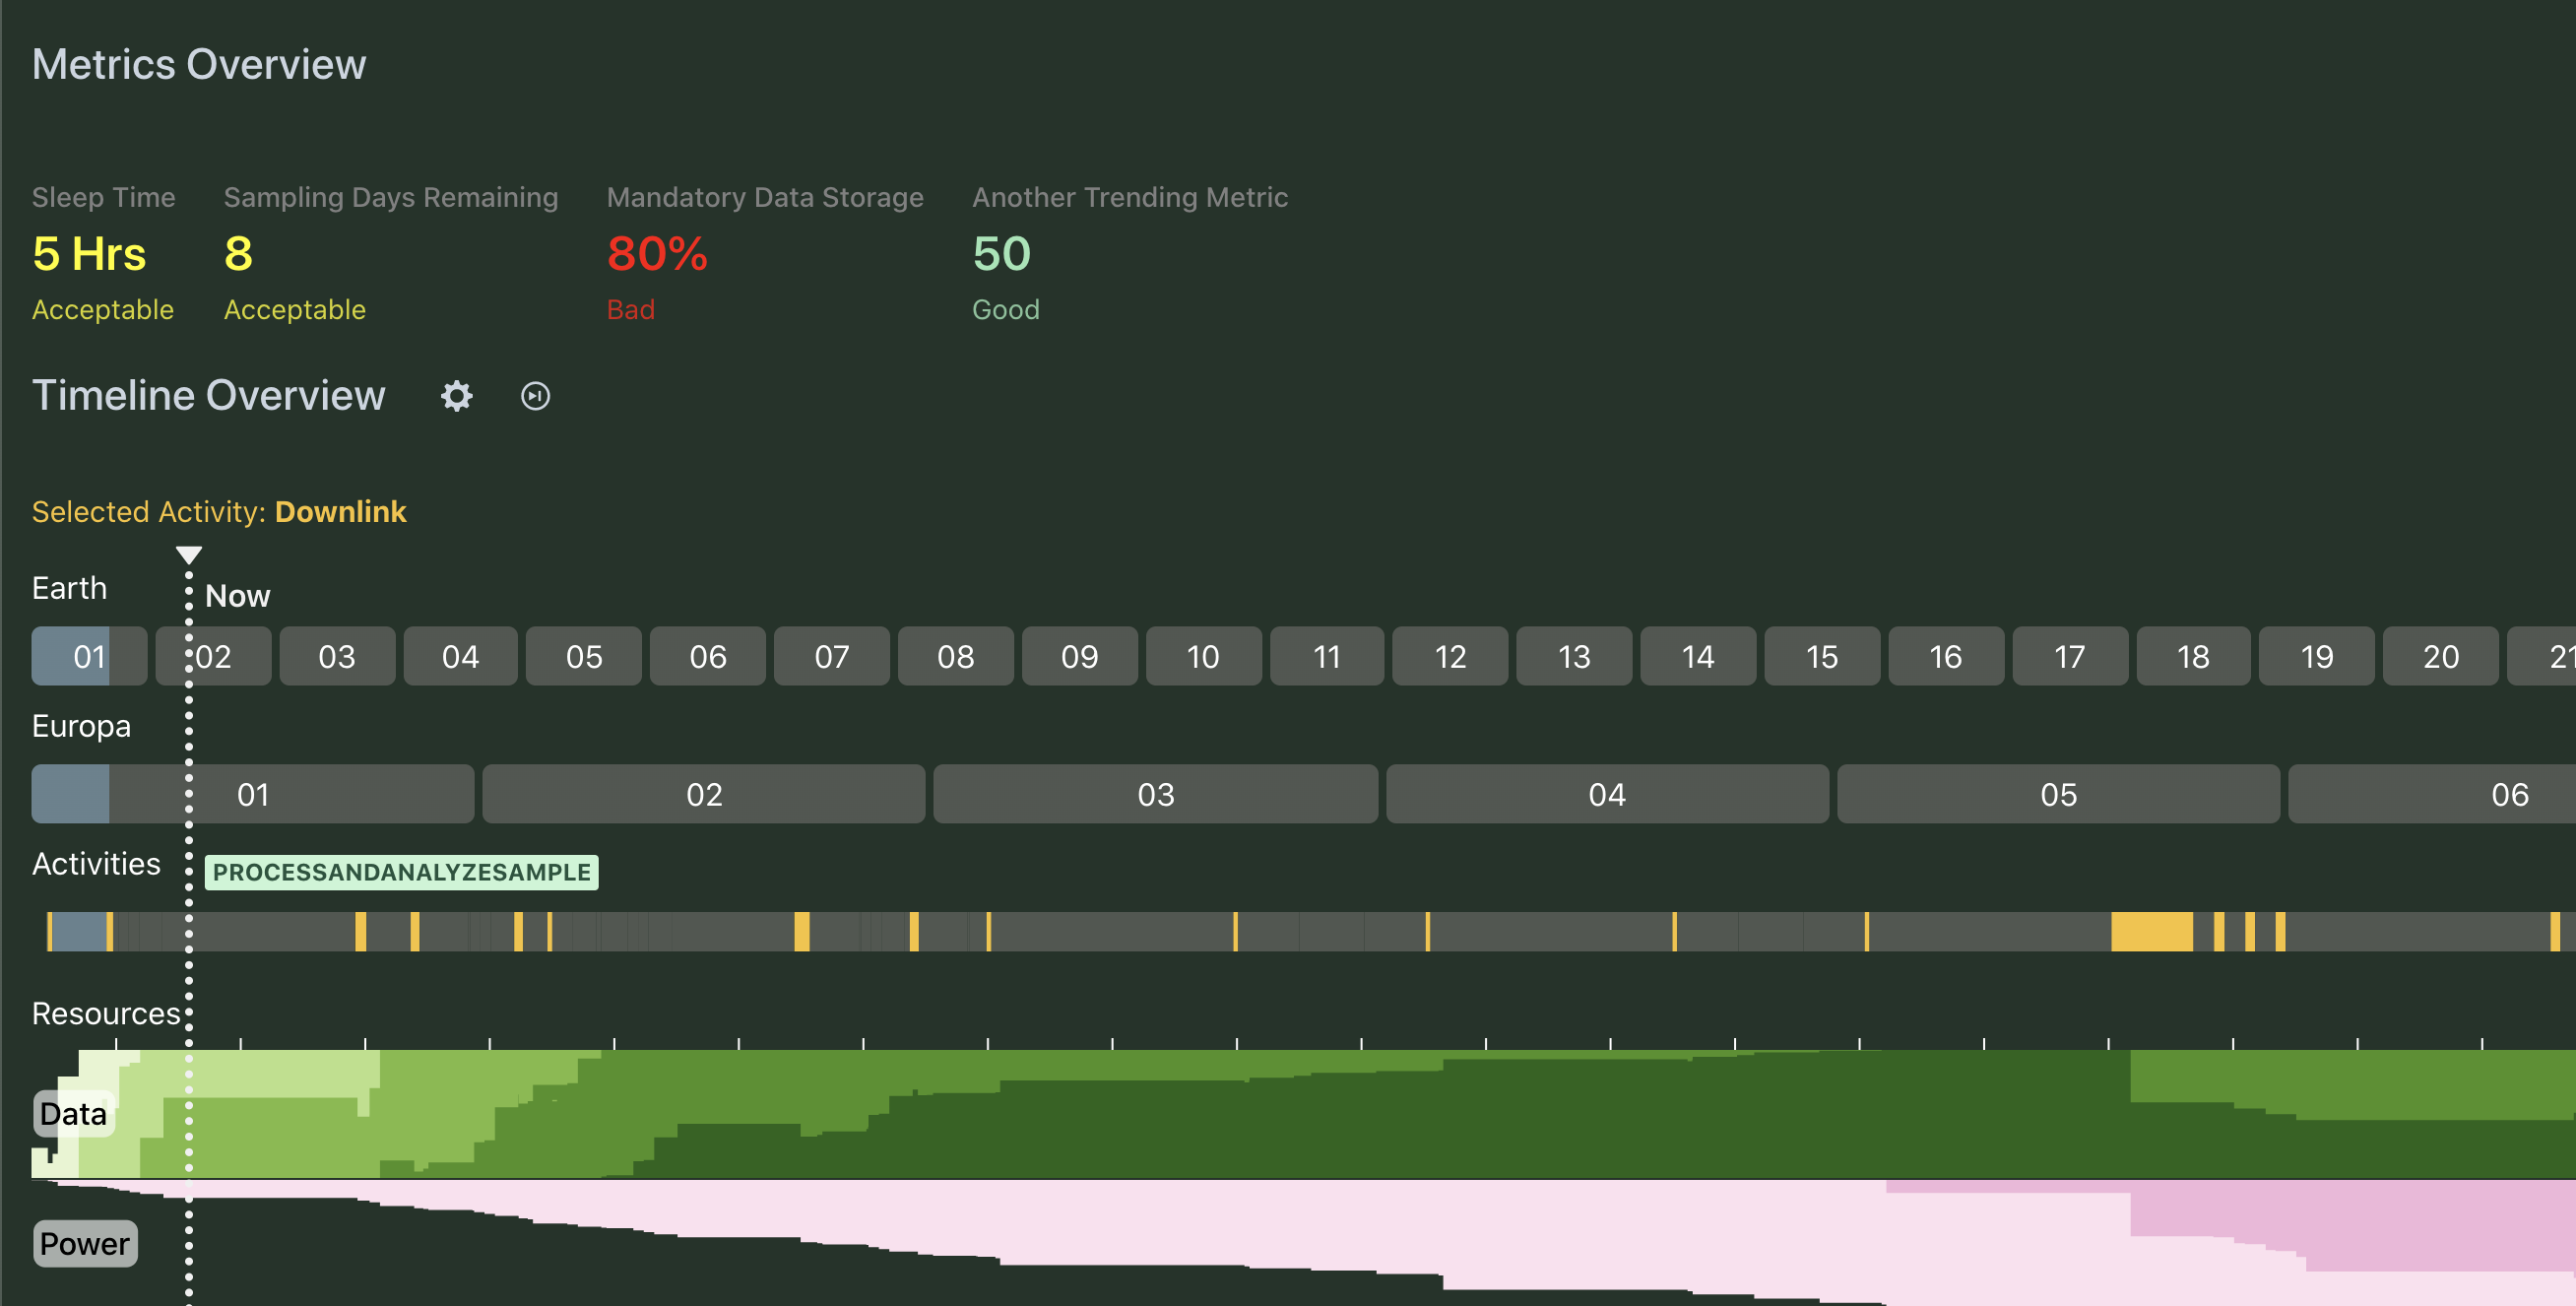 Metrics Overview
Sleep Time Sampling Days Remaining Mandatory Data Storage Another Trending Metric
5 Hrs 8 80% 50
Acceptable Acceptable Bad Good
Timeline Overview
Selected Activity: Downlink
Earth Now
01 02 03 04 05 06 07 08 09 10 11 12 13 14 15 16 17 18 19 20 21
Europa
01 02 03 04 05 06
Activities PROCESSANDANALYZESAMPLE
Resources
Data
Power